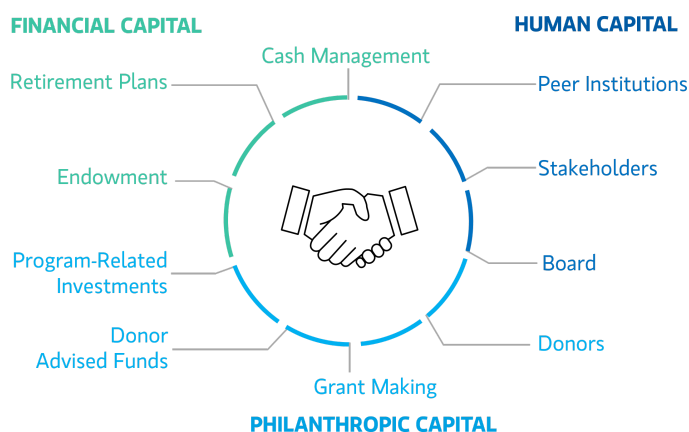 FINANCIAL CAPITAL
HUMAN CAPITAL
Cash Management
Retirement Plans
Peer Institutions
Endowment
Stakeholders
Program-Related
Investments
Board
Donor
Advised Funds
Donors
Grant Making
PHILANTHROPIC CAPITAL